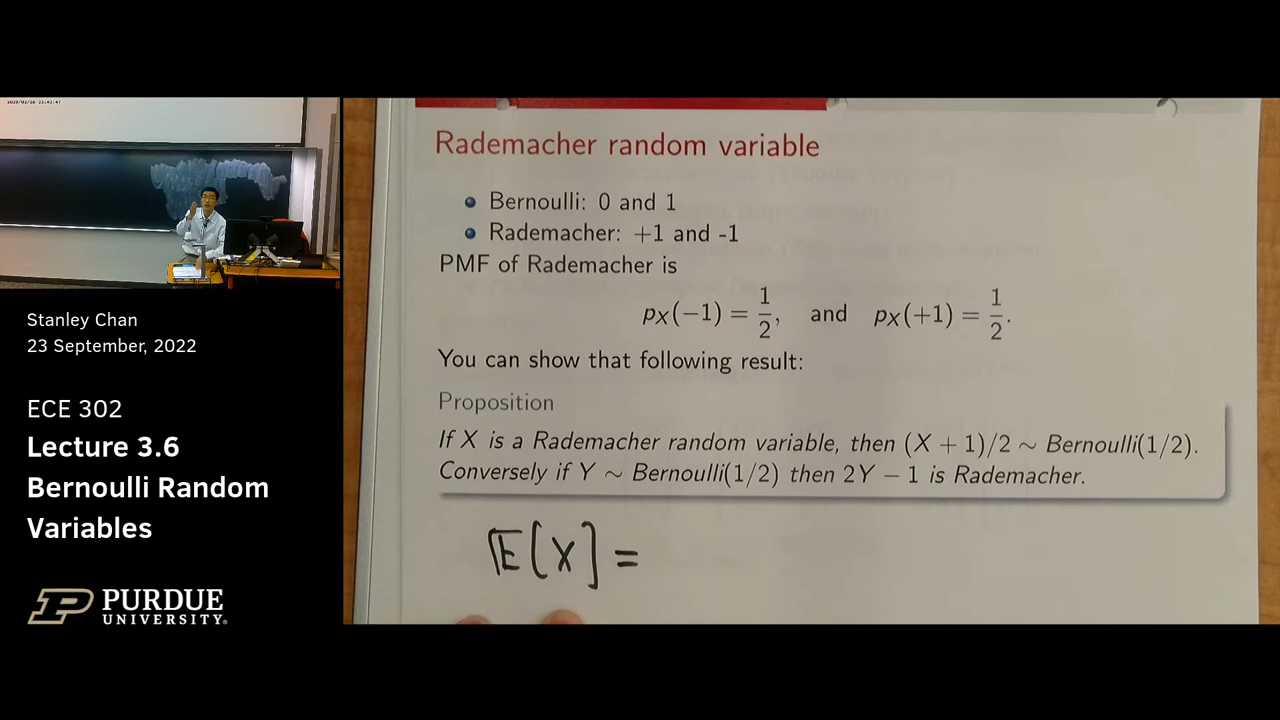 Stanley Chan
23 September, 2022
ECE 302
Lecture 3.6
Bernoulli Random
Variables
PURDUE
UNIVERSITY®
Rademacher random variable
Bernoulli: 0 and 1
Rademacher: +1 and -1
PMF of Rademacher is
pX(−1) = 1/2, and pX(+1) = 1/2.
You can show that following result:
Proposition
If X is a Rademacher random variable, then (X + 1)/2 ∼ Bernoulli(1/2).
Conversely if Y ∼ Bernoulli(1/2) then 2Y − 1 is Rademacher.
𝔼[X] =